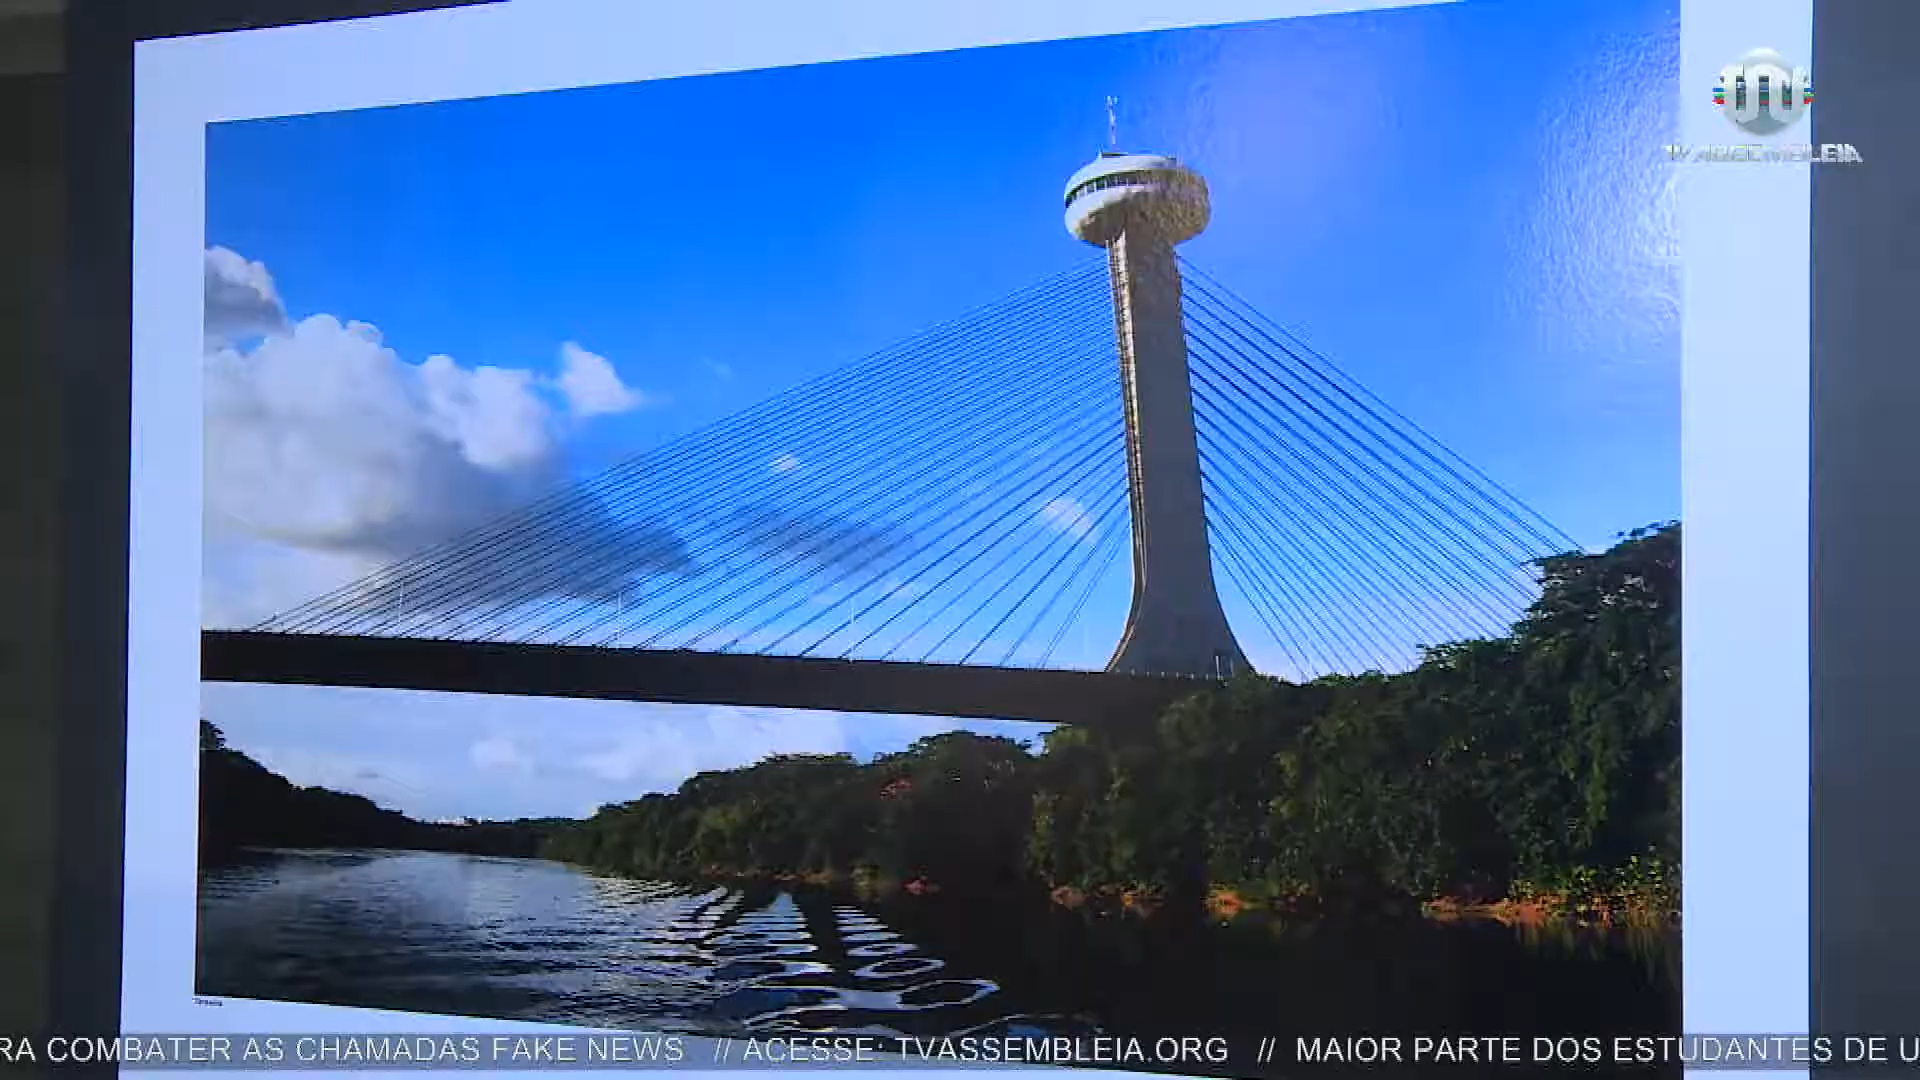 TV ASSEMBLEIA
RA COMBATER AS CHAMADAS FAKE NEWS // ACESSE: TVASSEMBLEIA.ORG // MAIOR PARTE DOS ESTUDANTES DE U